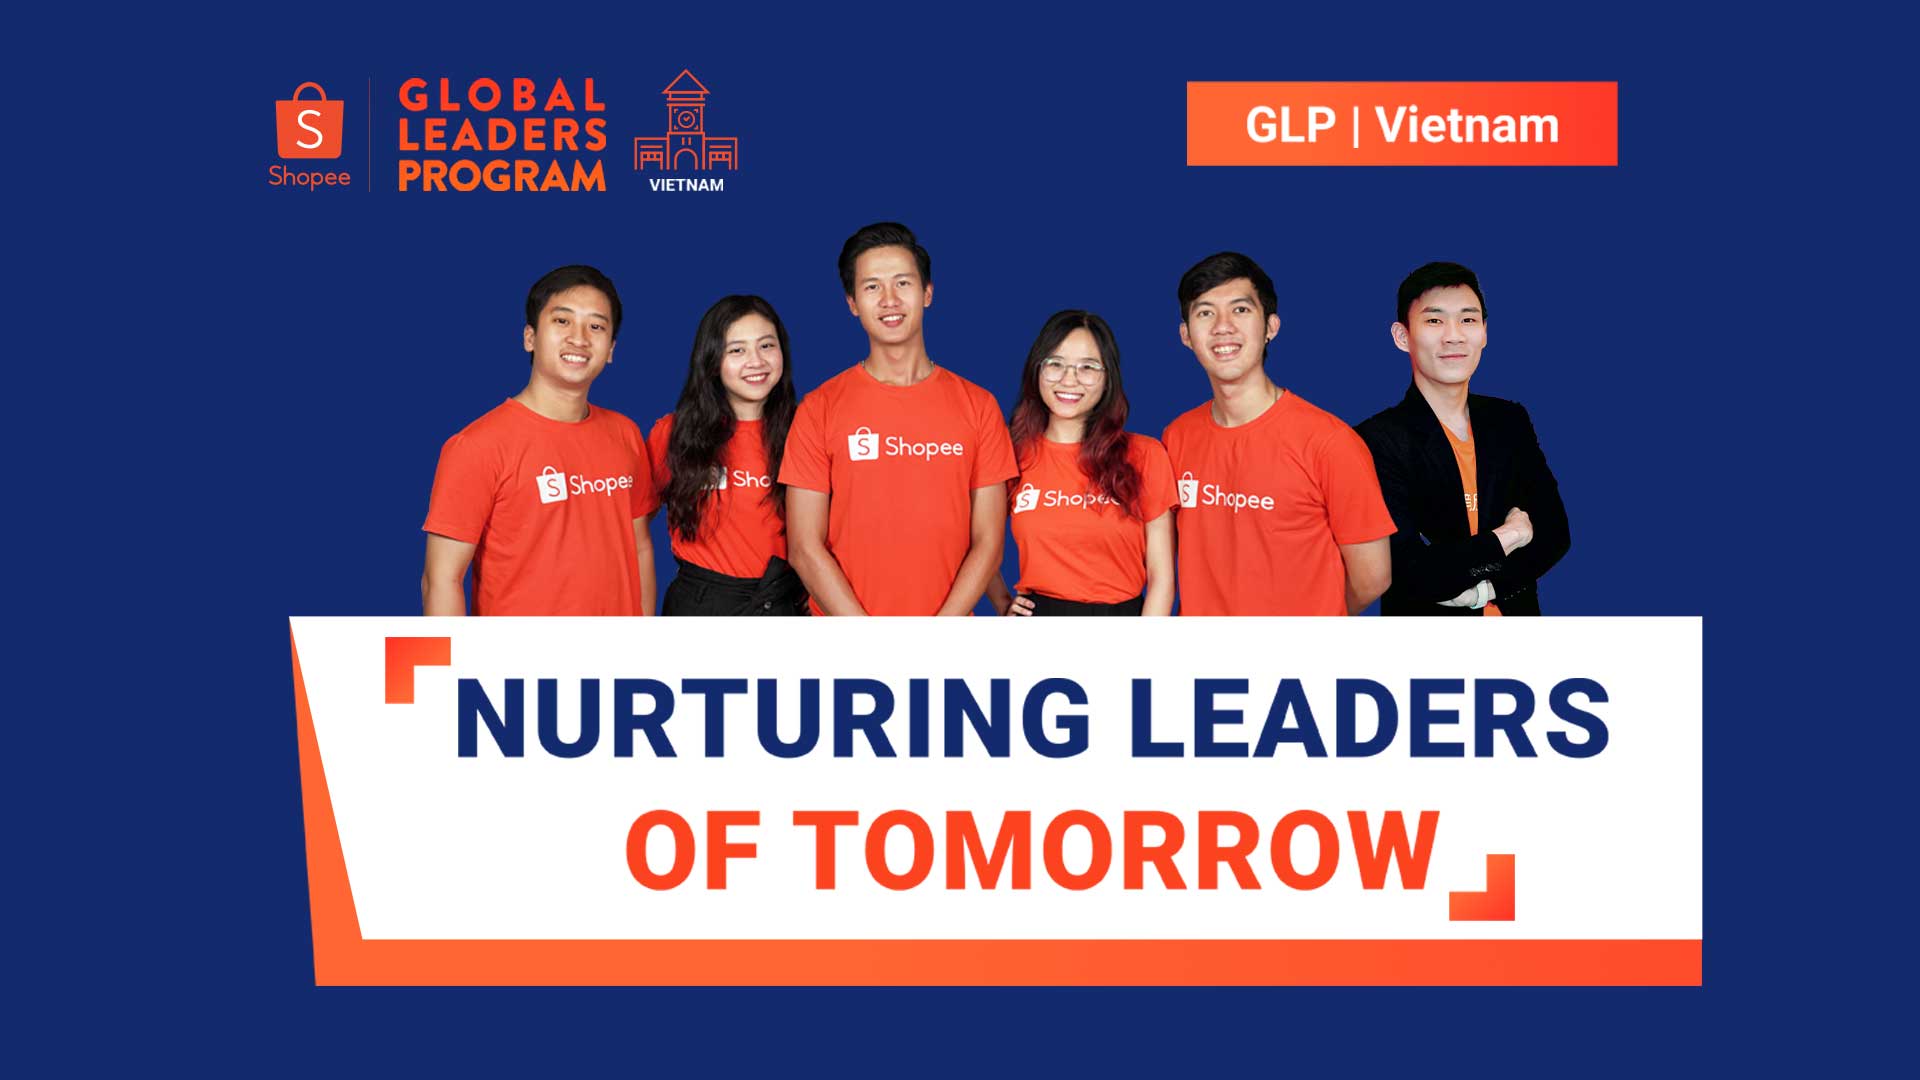 S
Shopee
GLOBAL
LEADERS
PROGRAM
VIETNAM
GLP | Vietnam
S Shopee
S Shopee
S Shopee
NURTURING LEADERS
OF TOMORROW